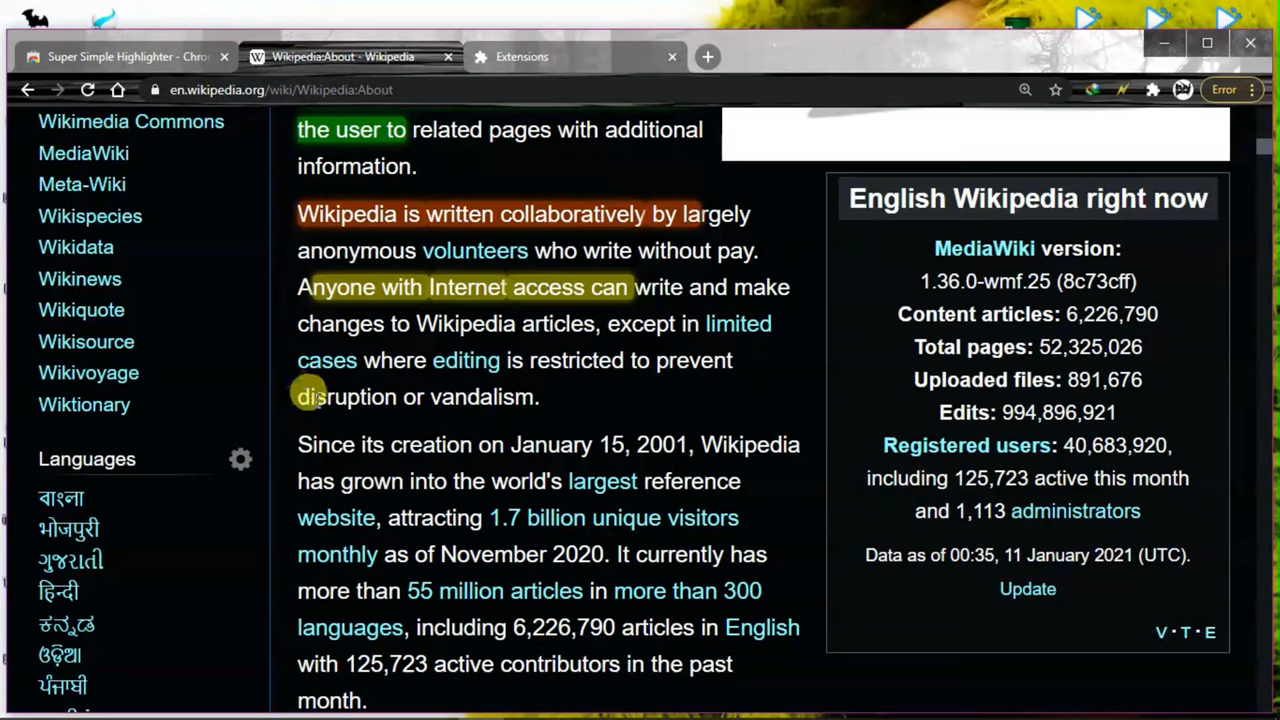 Super Simple Highlighter - Chro
Wikipedia:About - Wikipedia
Extensions
en.wikipedia.org/wiki/Wikipedia:About
Error
Wikimedia Commons
MediaWiki
Meta-Wiki
Wikispecies
Wikidata
Wikinews
Wikiquote
Wikisource
Wikivoyage
Wiktionary
Languages
বাংলা
भोजपुरी
ગુજરાતી
हिन्दी
ಕನ್ನಡ
ଓଡ଼ିଆ
ਪੰਜਾਬੀ
the user to related pages with additional
information.
Wikipedia is written collaboratively by largely
anonymous volunteers who write without pay.
Anyone with Internet access can write and make
changes to Wikipedia articles, except in limited
cases where editing is restricted to prevent
disruption or vandalism.
Since its creation on January 15, 2001, Wikipedia
has grown into the world's largest reference
website, attracting 1.7 billion unique visitors
monthly as of November 2020. It currently has
more than 55 million articles in more than 300
languages, including 6,226,790 articles in English
with 125,723 active contributors in the past
month.
English Wikipedia right now
MediaWiki version:
1.36.0-wmf.25 (8c73cff)
Content articles: 6,226,790
Total pages: 52,325,026
Uploaded files: 891,676
Edits: 994,896,921
Registered users: 40,683,920,
including 125,723 active this month
and 1,113 administrators
Data as of 00:35, 11 January 2021 (UTC).
Update
V · T · E